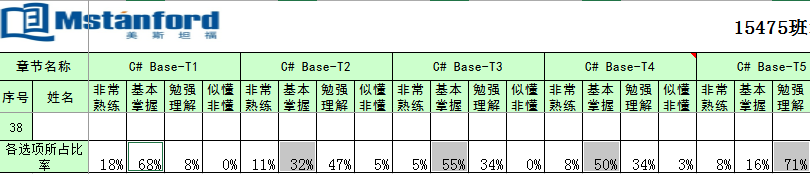 Mstanford
美斯坦福
15475班
章节名称 C# Base-T1 C# Base-T2 C# Base-T3 C# Base-T4 C# Base-T5
序号 姓名 非常熟练 基本掌握 勉强理解 似懂非懂 非常熟练 基本掌握 勉强理解 似懂非懂 非常熟练 基本掌握 勉强理解 似懂非懂 非常熟练 基本掌握 勉强理解 似懂非懂 非常熟练 基本掌握 勉强理解
38
各选项所占比率 18% 68% 8% 0% 11% 32% 47% 5% 5% 55% 34% 0% 8% 50% 34% 3% 8% 16% 71%